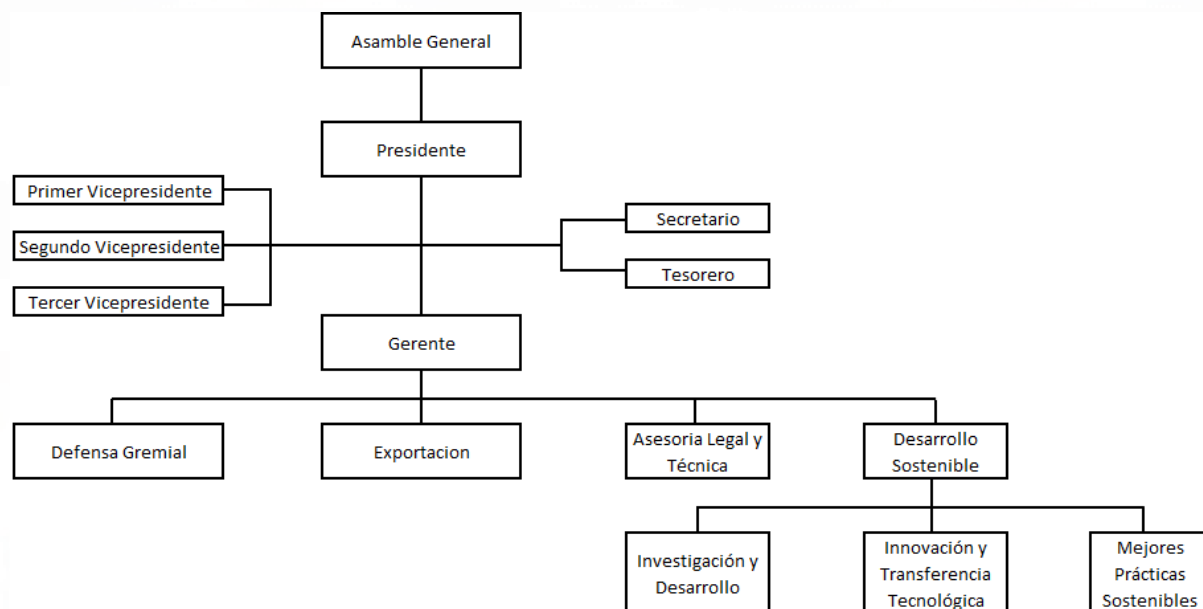 Asamble General
Presidente
Primer Vicepresidente
Segundo Vicepresidente
Tercer Vicepresidente
Secretario
Tesorero
Gerente
Defensa Gremial
Exportacion
Asesoria Legal y
Técnica
Desarrollo
Sostenible
Investigación y
Desarrollo
Innovación y
Transferencia
Tecnológica
Mejores
Prácticas
Sostenibles